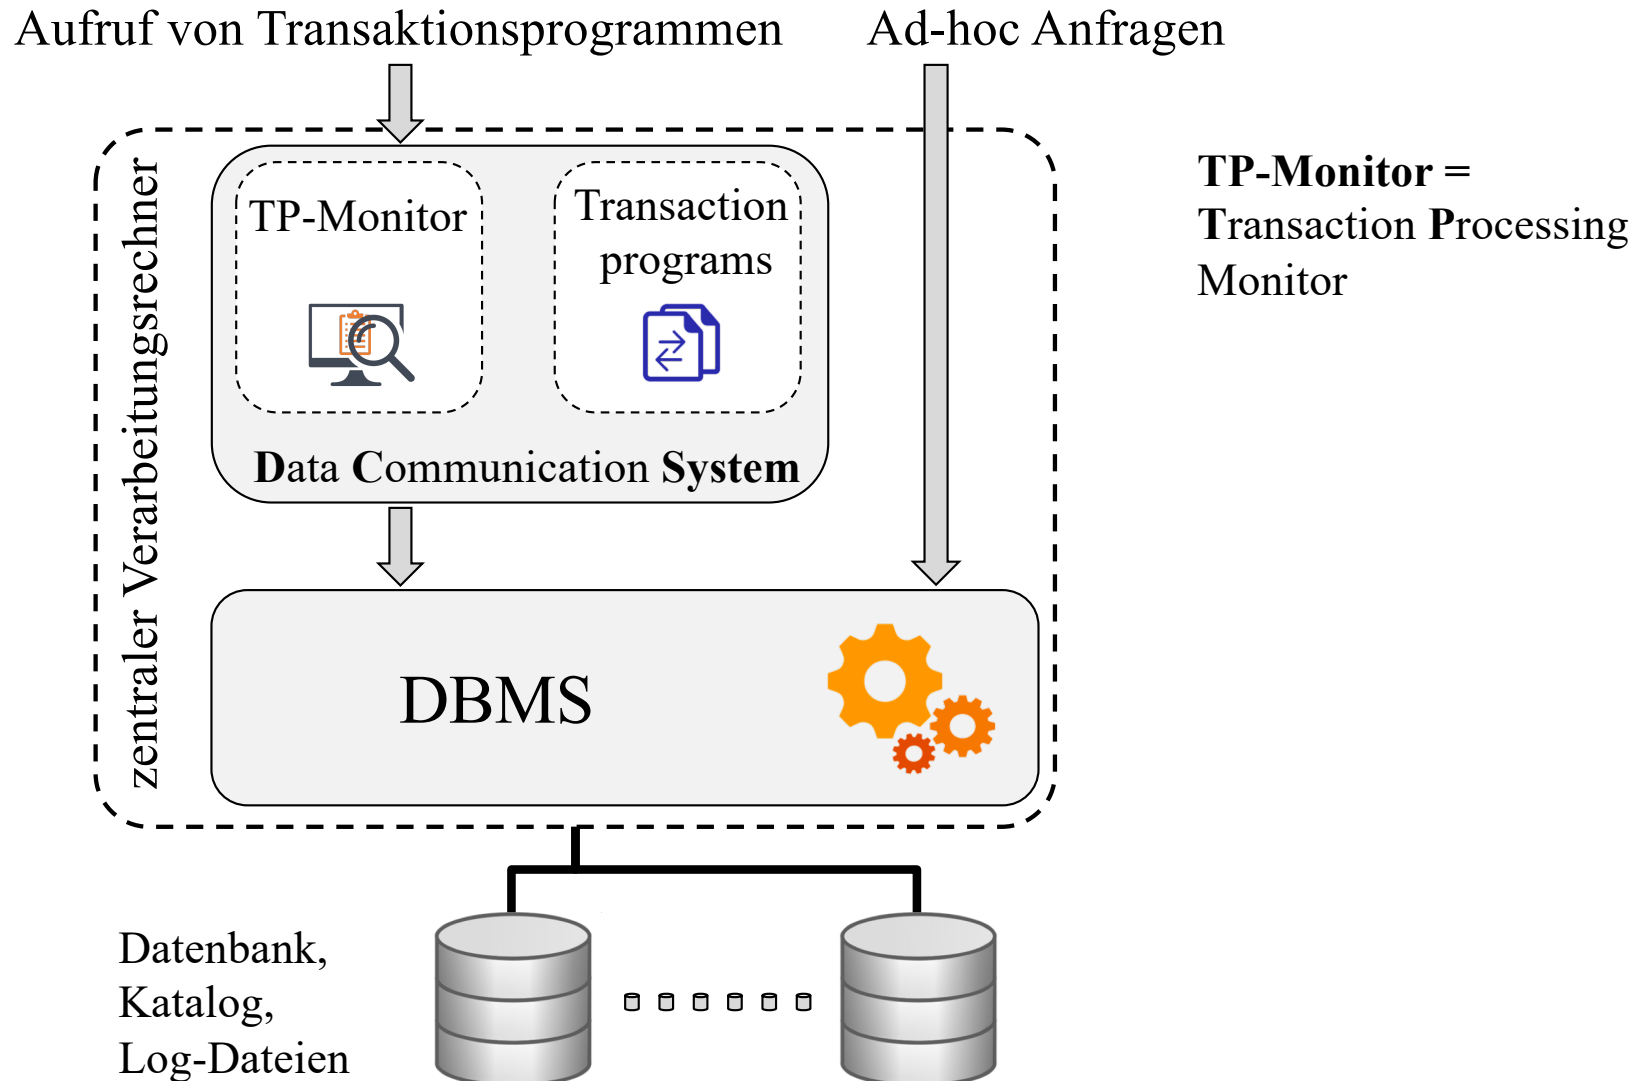 Aufruf von Transaktionsprogrammen
Ad-hoc Anfragen
zentraler Verarbeitungsrechner
TP-Monitor
Transaction
programs
Data Communication System
DBMS
TP-Monitor =
Transaction Processing
Monitor
Datenbank,
Katalog,
Log-Dateien